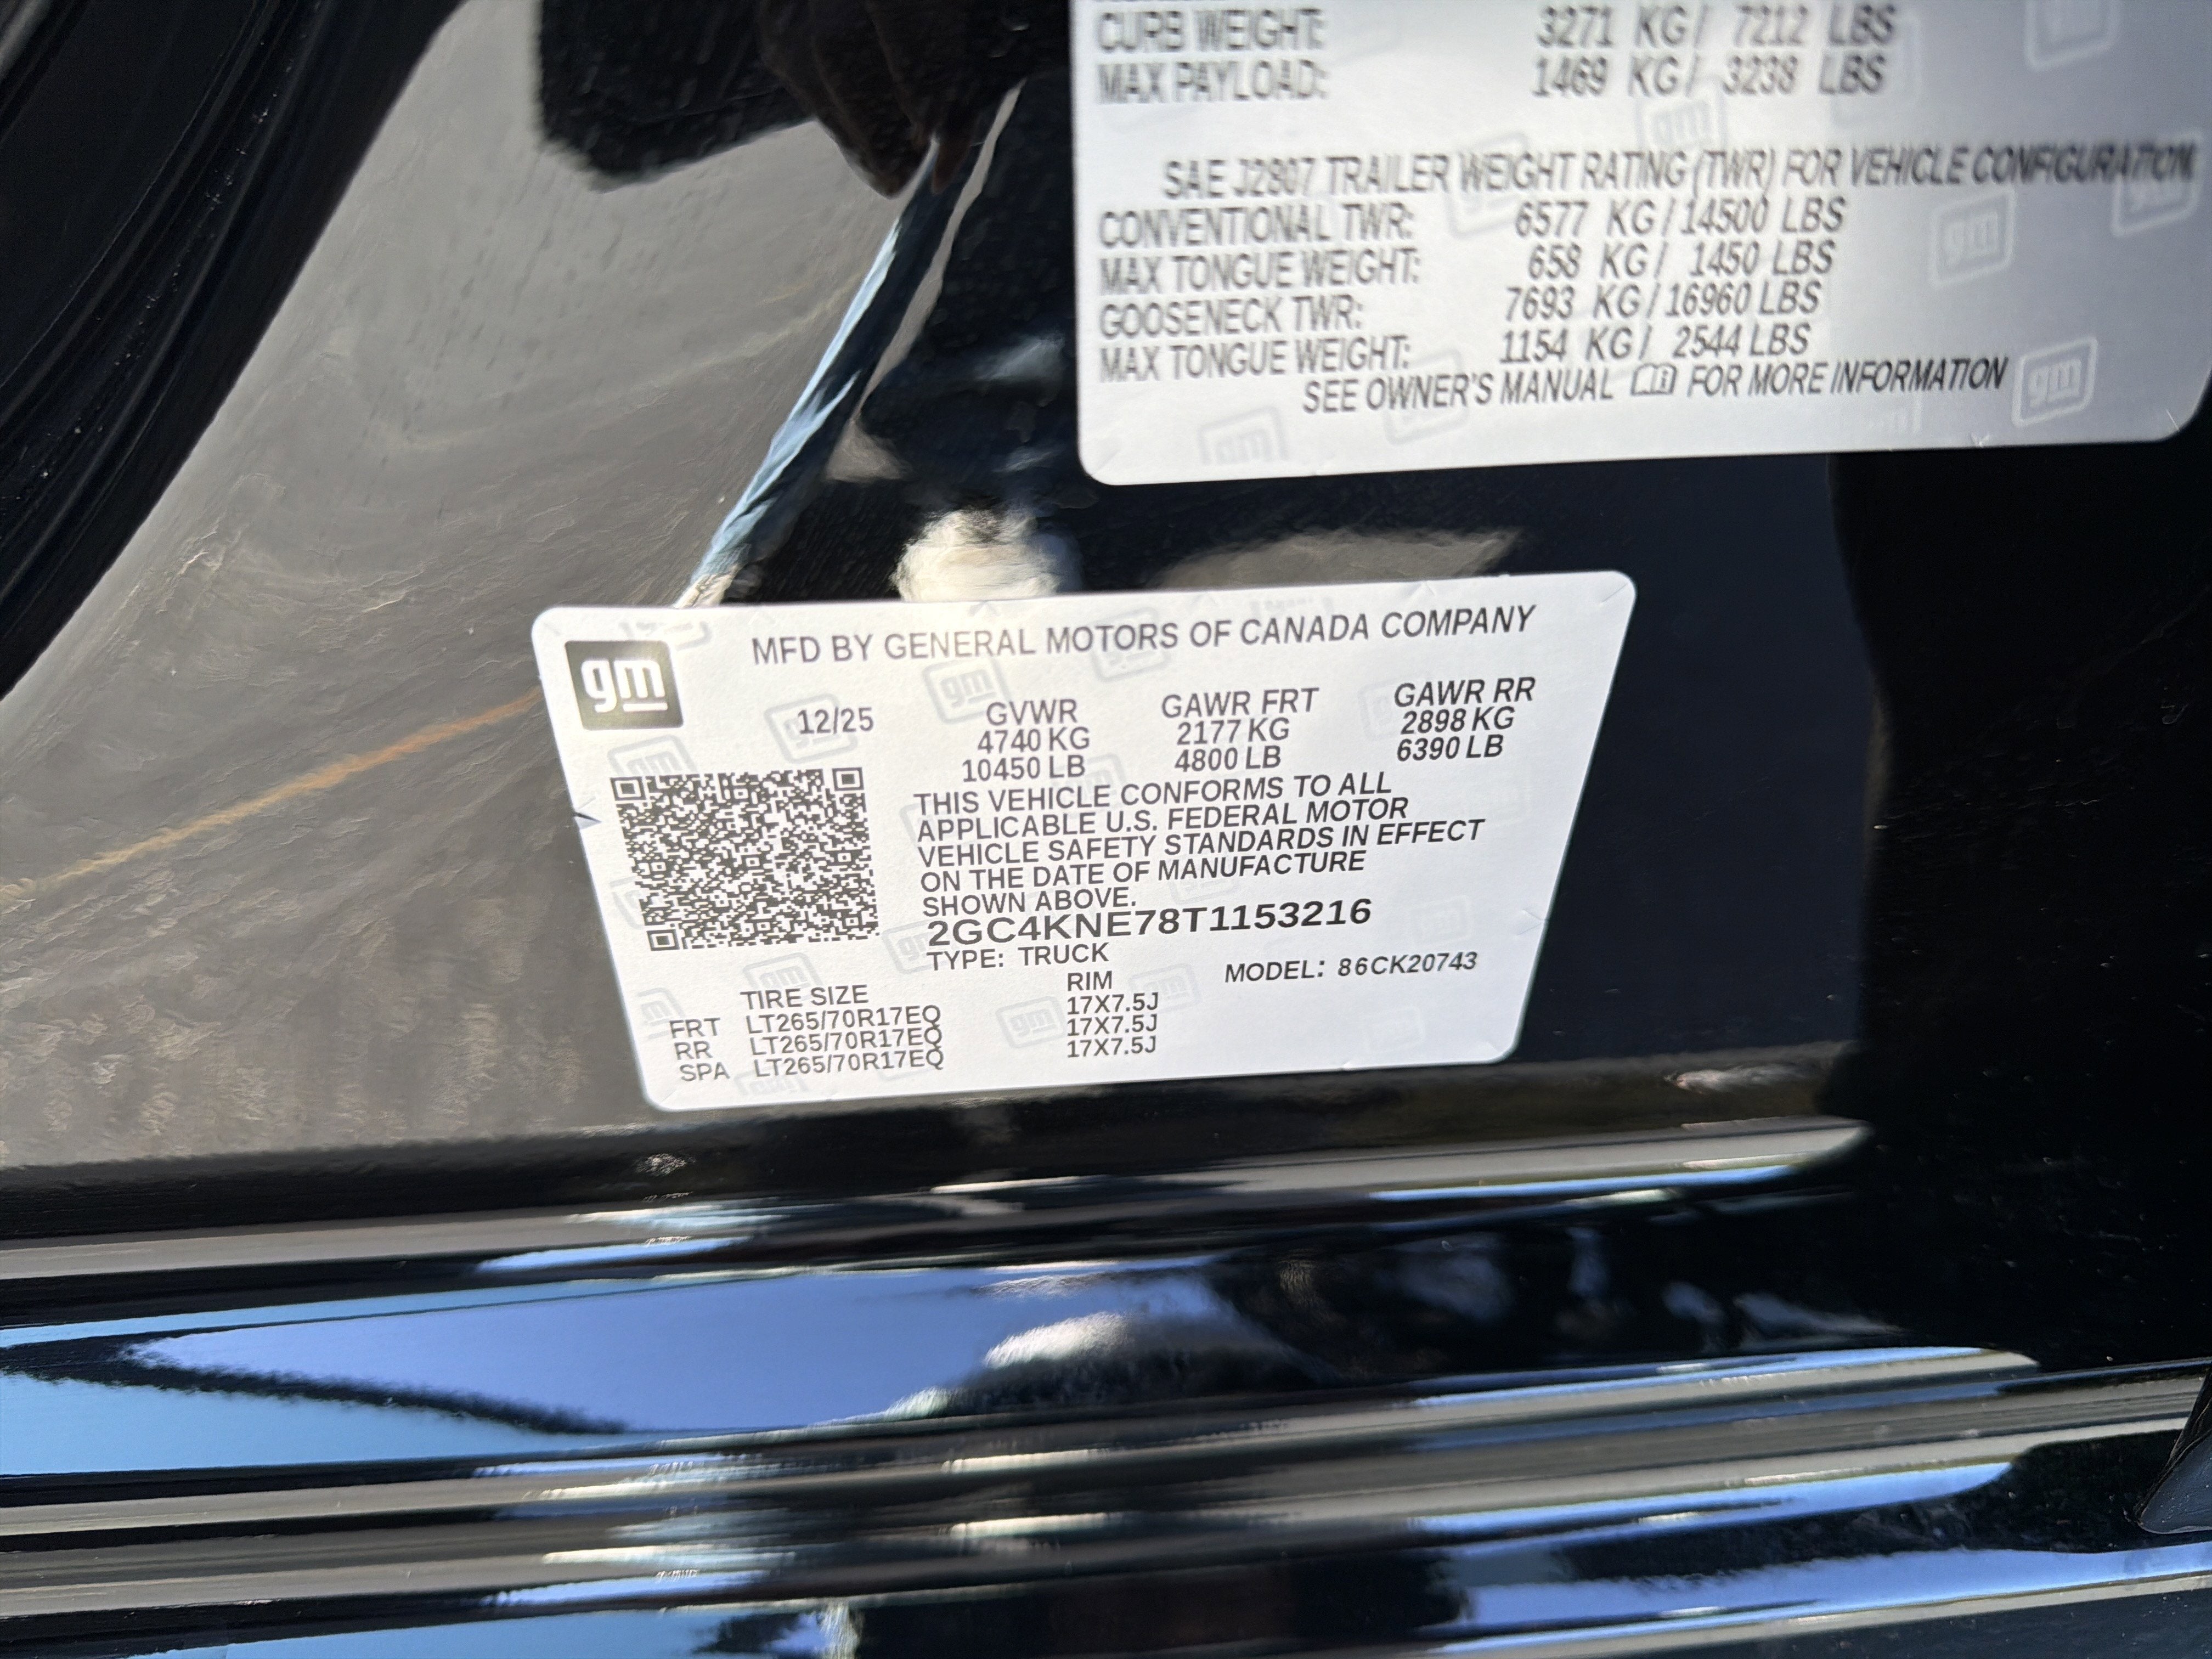 CURB WEIGHT: 3271 KG/ 7212 LBS
MAX PAYLOAD: 1469 KG/ 3238 LBS
SAE J2807 TRAILER WEIGHT RATING (TWR) FOR VEHICLE CONFIGURATION.
CONVENTIONAL TWR: 6577 KG/14500 LBS
MAX TONGUE WEIGHT: 658 KG/ 1450 LBS
GOOSENECK TWR: 7693 KG/16960 LBS
MAX TONGUE WEIGHT: 1154 KG/ 2544 LBS
SEE OWNER'S MANUAL FOR MORE INFORMATION
gm
MFD BY GENERAL MOTORS OF CANADA COMPANY
12/25 GVWR GAWR FRT GAWR RR
4740 KG 2177 KG 2898 KG
10450 LB 4800 LB 6390 LB
THIS VEHICLE CONFORMS TO ALL
APPLICABLE U.S. FEDERAL MOTOR
VEHICLE SAFETY STANDARDS IN EFFECT
ON THE DATE OF MANUFACTURE
SHOWN ABOVE.
2GC4KNE78T1153216
TYPE: TRUCK MODEL: 86CK20743
TIRE SIZE RIM
FRT LT265/70R17EQ 17X7.5J
RR LT265/70R17EQ 17X7.5J
SPA LT265/70R17EQ 17X7.5J